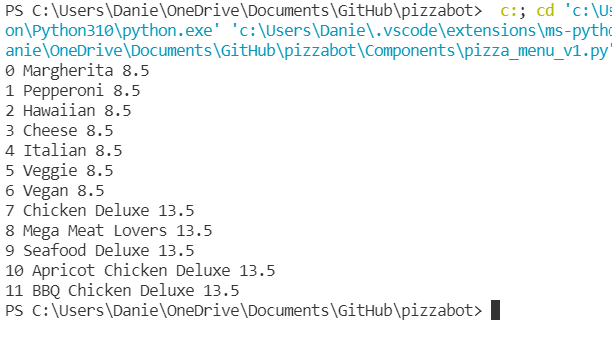 PS C:\Users\Danie\OneDrive\Documents\GitHub\pizzabot>  c:; cd 'c:\Us
on\Python310\python.exe' 'c:\Users\Danie\.vscode\extensions\ms-pytho
anie\OneDrive\Documents\GitHub\pizzabot\Components\pizza_menu_v1.py'
0 Margherita 8.5
1 Pepperoni 8.5
2 Hawaiian 8.5
3 Cheese 8.5
4 Italian 8.5
5 Veggie 8.5
6 Vegan 8.5
7 Chicken Deluxe 13.5
8 Mega Meat Lovers 13.5
9 Seafood Deluxe 13.5
10 Apricot Chicken Deluxe 13.5
11 BBQ Chicken Deluxe 13.5
PS C:\Users\Danie\OneDrive\Documents\GitHub\pizzabot>